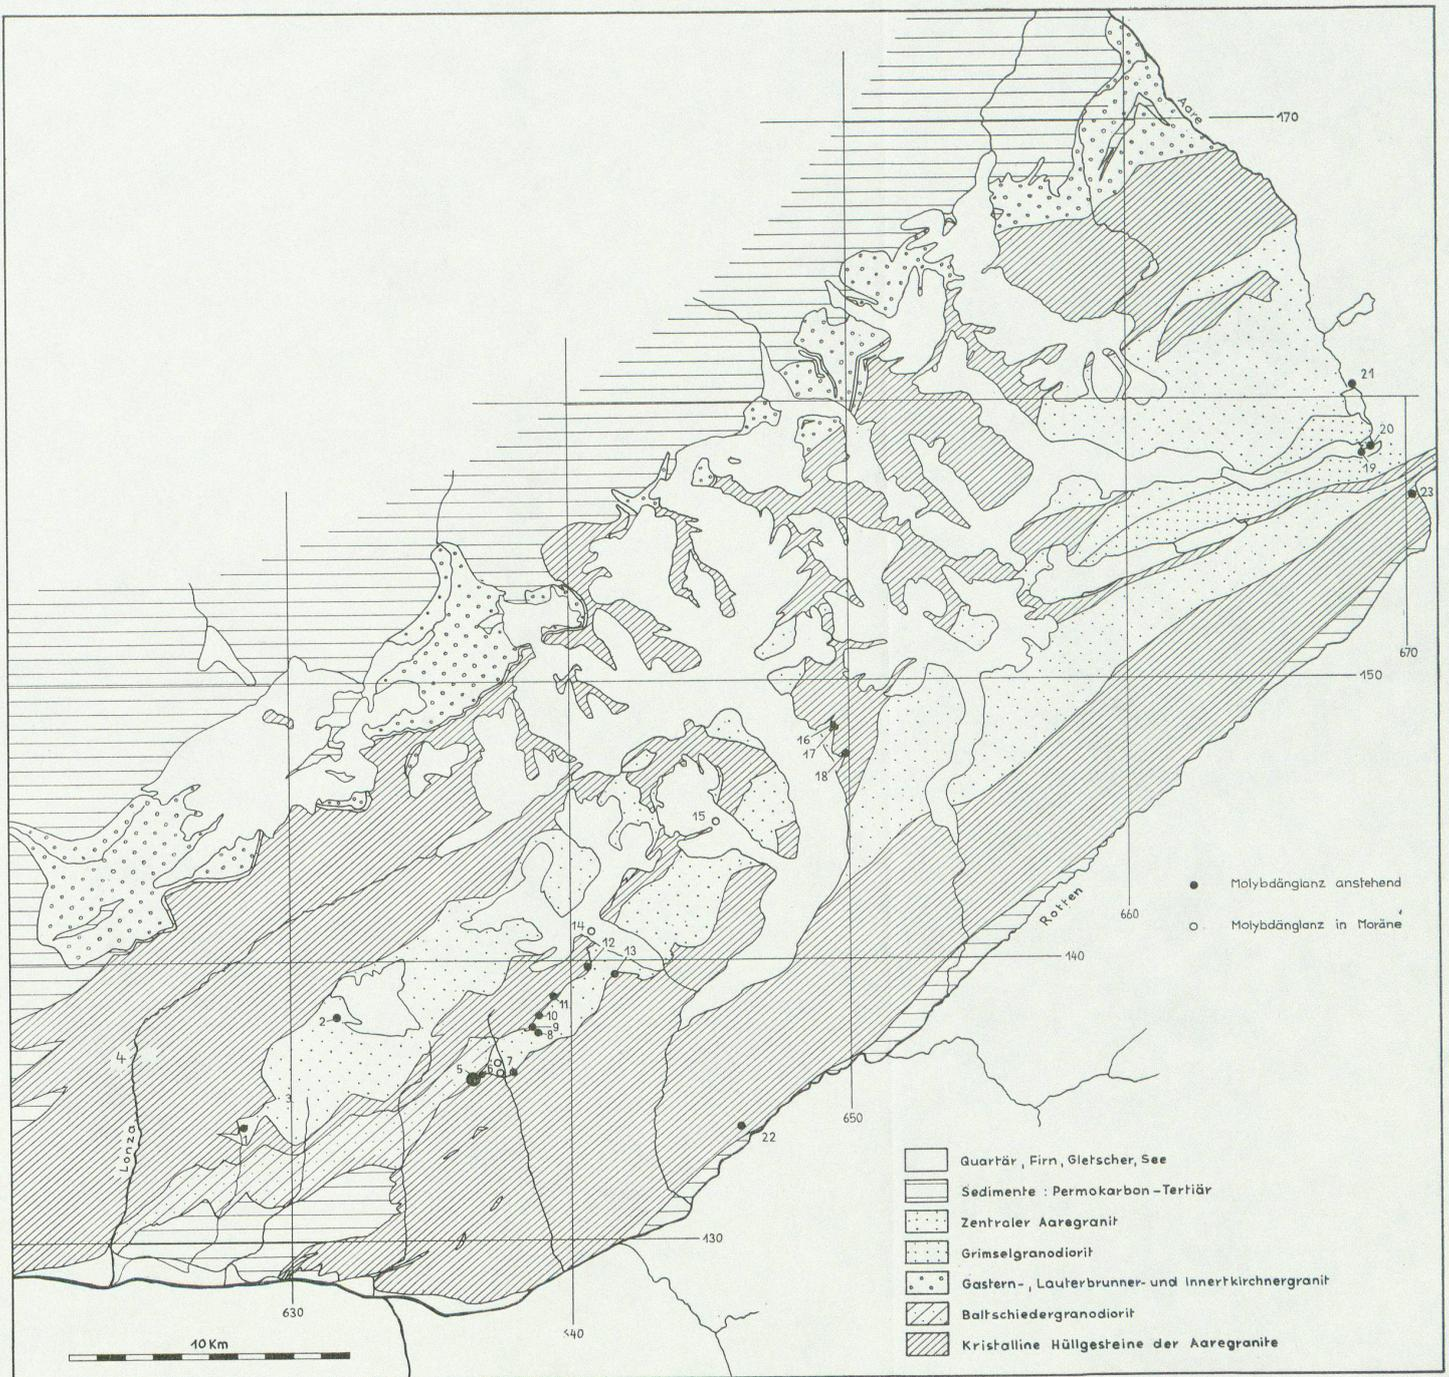 Aare
170
21
20
19
23
670
150
16
17
18
15
Molybdänglanz anstehend
Rotten
660
Molybdänglanz in Moräne
14
12
13
140
11
2
10
9
8
4
7
5
6
3
650
1
22
Lonza
Quartär, Firn, Gletscher, See
Sedimente : Permokarbon-Tertiär
Zentraler Aaregranit
130
Grimselgranodiorit
Gastern-, Lauterbrunner- und Innertkirchnergranit
630
Baltschiedergranodiorit
640
10 Km
Kristalline Hüllgesteine der Aaregranite